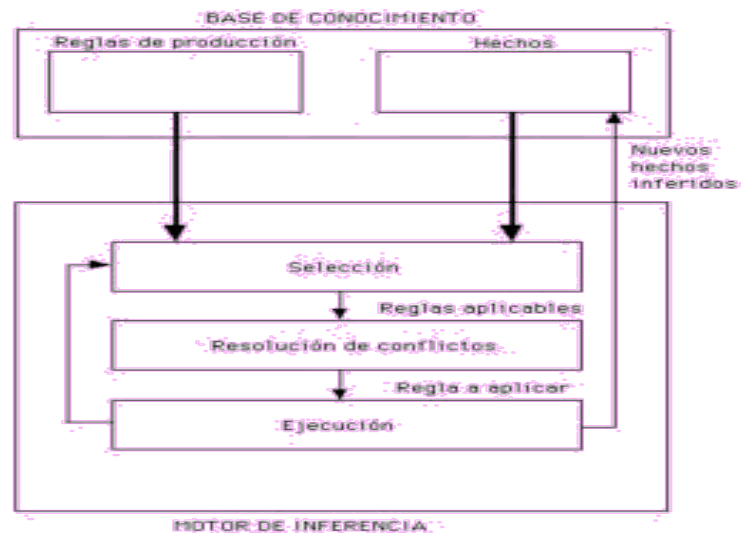 BASE DE CONOCIMIENTO
Reglas de producción
Hechos
Nuevos
hechos
inferidos
Selección
Reglas aplicables
Resolución de conflictos
Regla a aplicar
Ejecución
MOTOR DE INFERENCIA